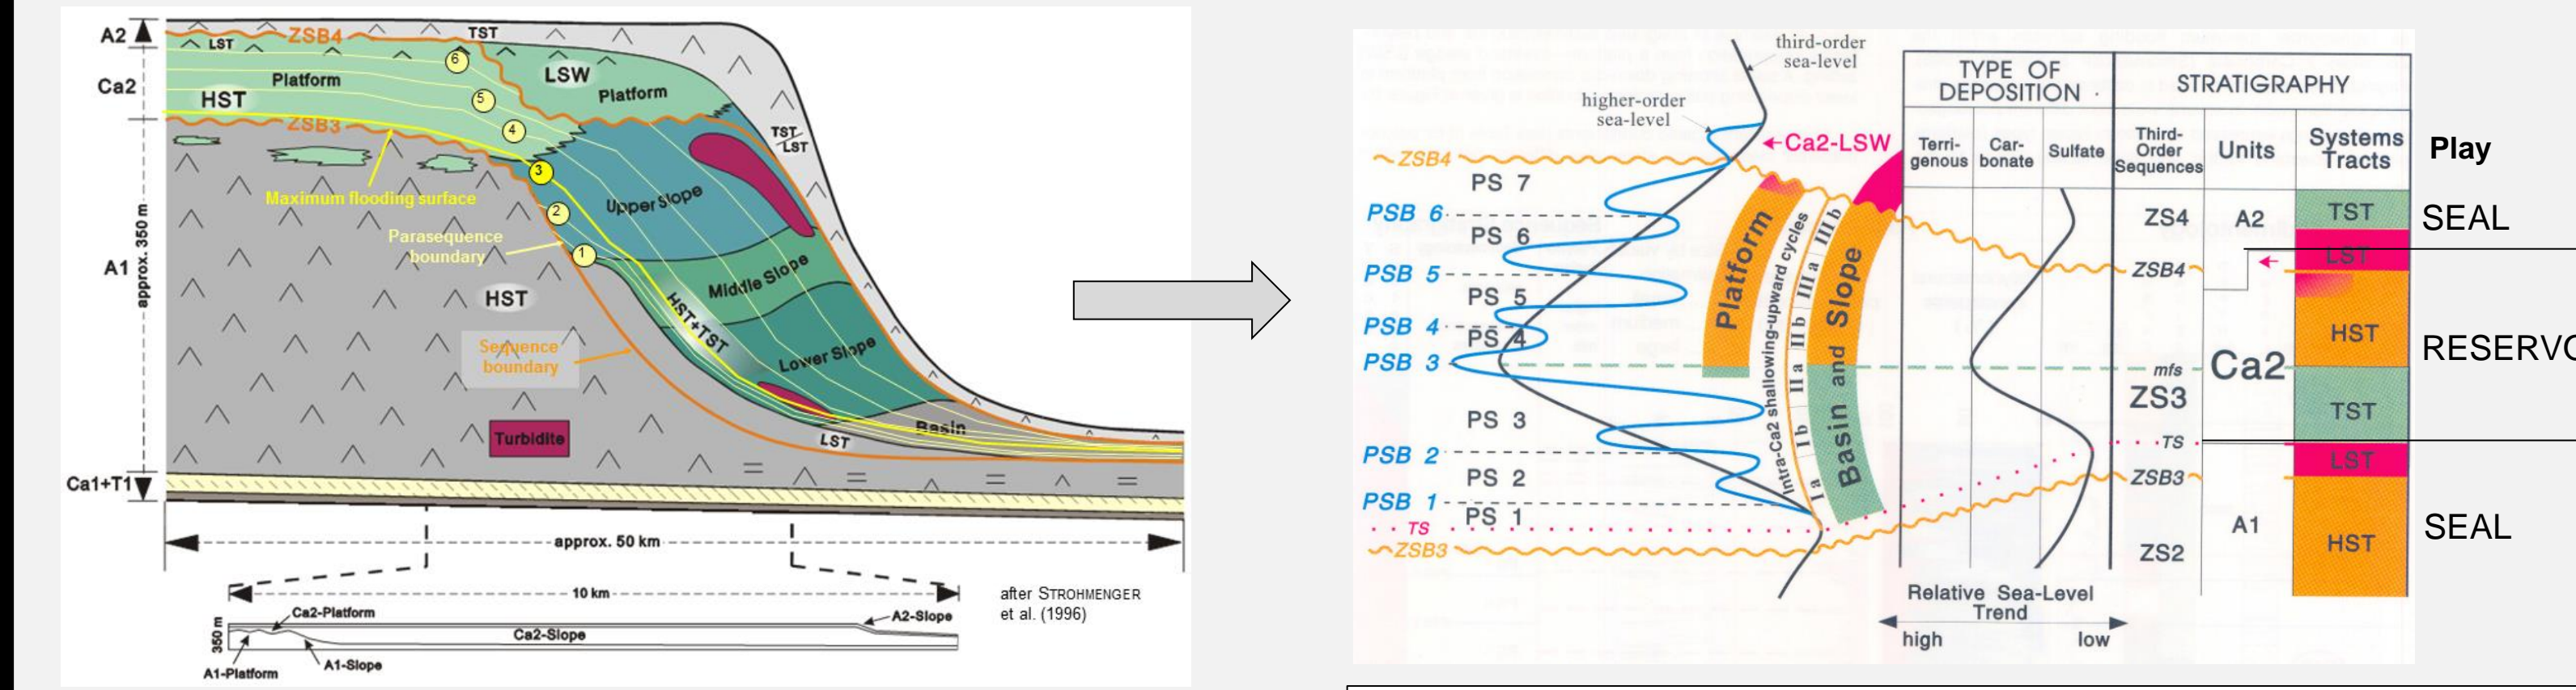 A2
LST
ZSB4
TST
6
LSW
Platform
Platform
Ca2
HST
5
4
ZSB3
TST
LST
3
Maximum flooding surface
Upper Slope
2
Parasequence
boundary
1
A1
approx. 350 m
Middle Slope
HST
HST+TST
Sequence
boundary
Lower Slope
Turbidite
LST
Basin
Ca1+T1
approx. 50 km
10 km
after STROHMENGER
et al. (1996)
Ca2-Platform
A2-Slope
350 m
Ca2-Slope
A1-Platform
A1-Slope
third-order
sea-level
higher-order
sea-level
Ca2-LSW
ZSB4
PS 7
PSB 6
PS 6
PSB 5
PS 5
PSB 4
PS 4
PSB 3
PS 3
PSB 2
PS 2
PSB 1
PS 1
TS
ZSB3
Platform
Intra-Ca2 shallowing-upward cycles
Ia Ib IIa IIb IIIa IIIb
Basin and Slope
TYPE OF
DEPOSITION
STRATIGRAPHY
Terri-
genous
Car-
bonate
Sulfate
Third-
Order
Sequences
Units
Systems
Tracts
Play
ZS4
A2
TST
SEAL
ZSB4
LST
HST
Ca2
RESERVO
mfs
ZS3
TST
TS
LST
ZSB3
A1
HST
SEAL
ZS2
Relative Sea-Level
Trend
high
low